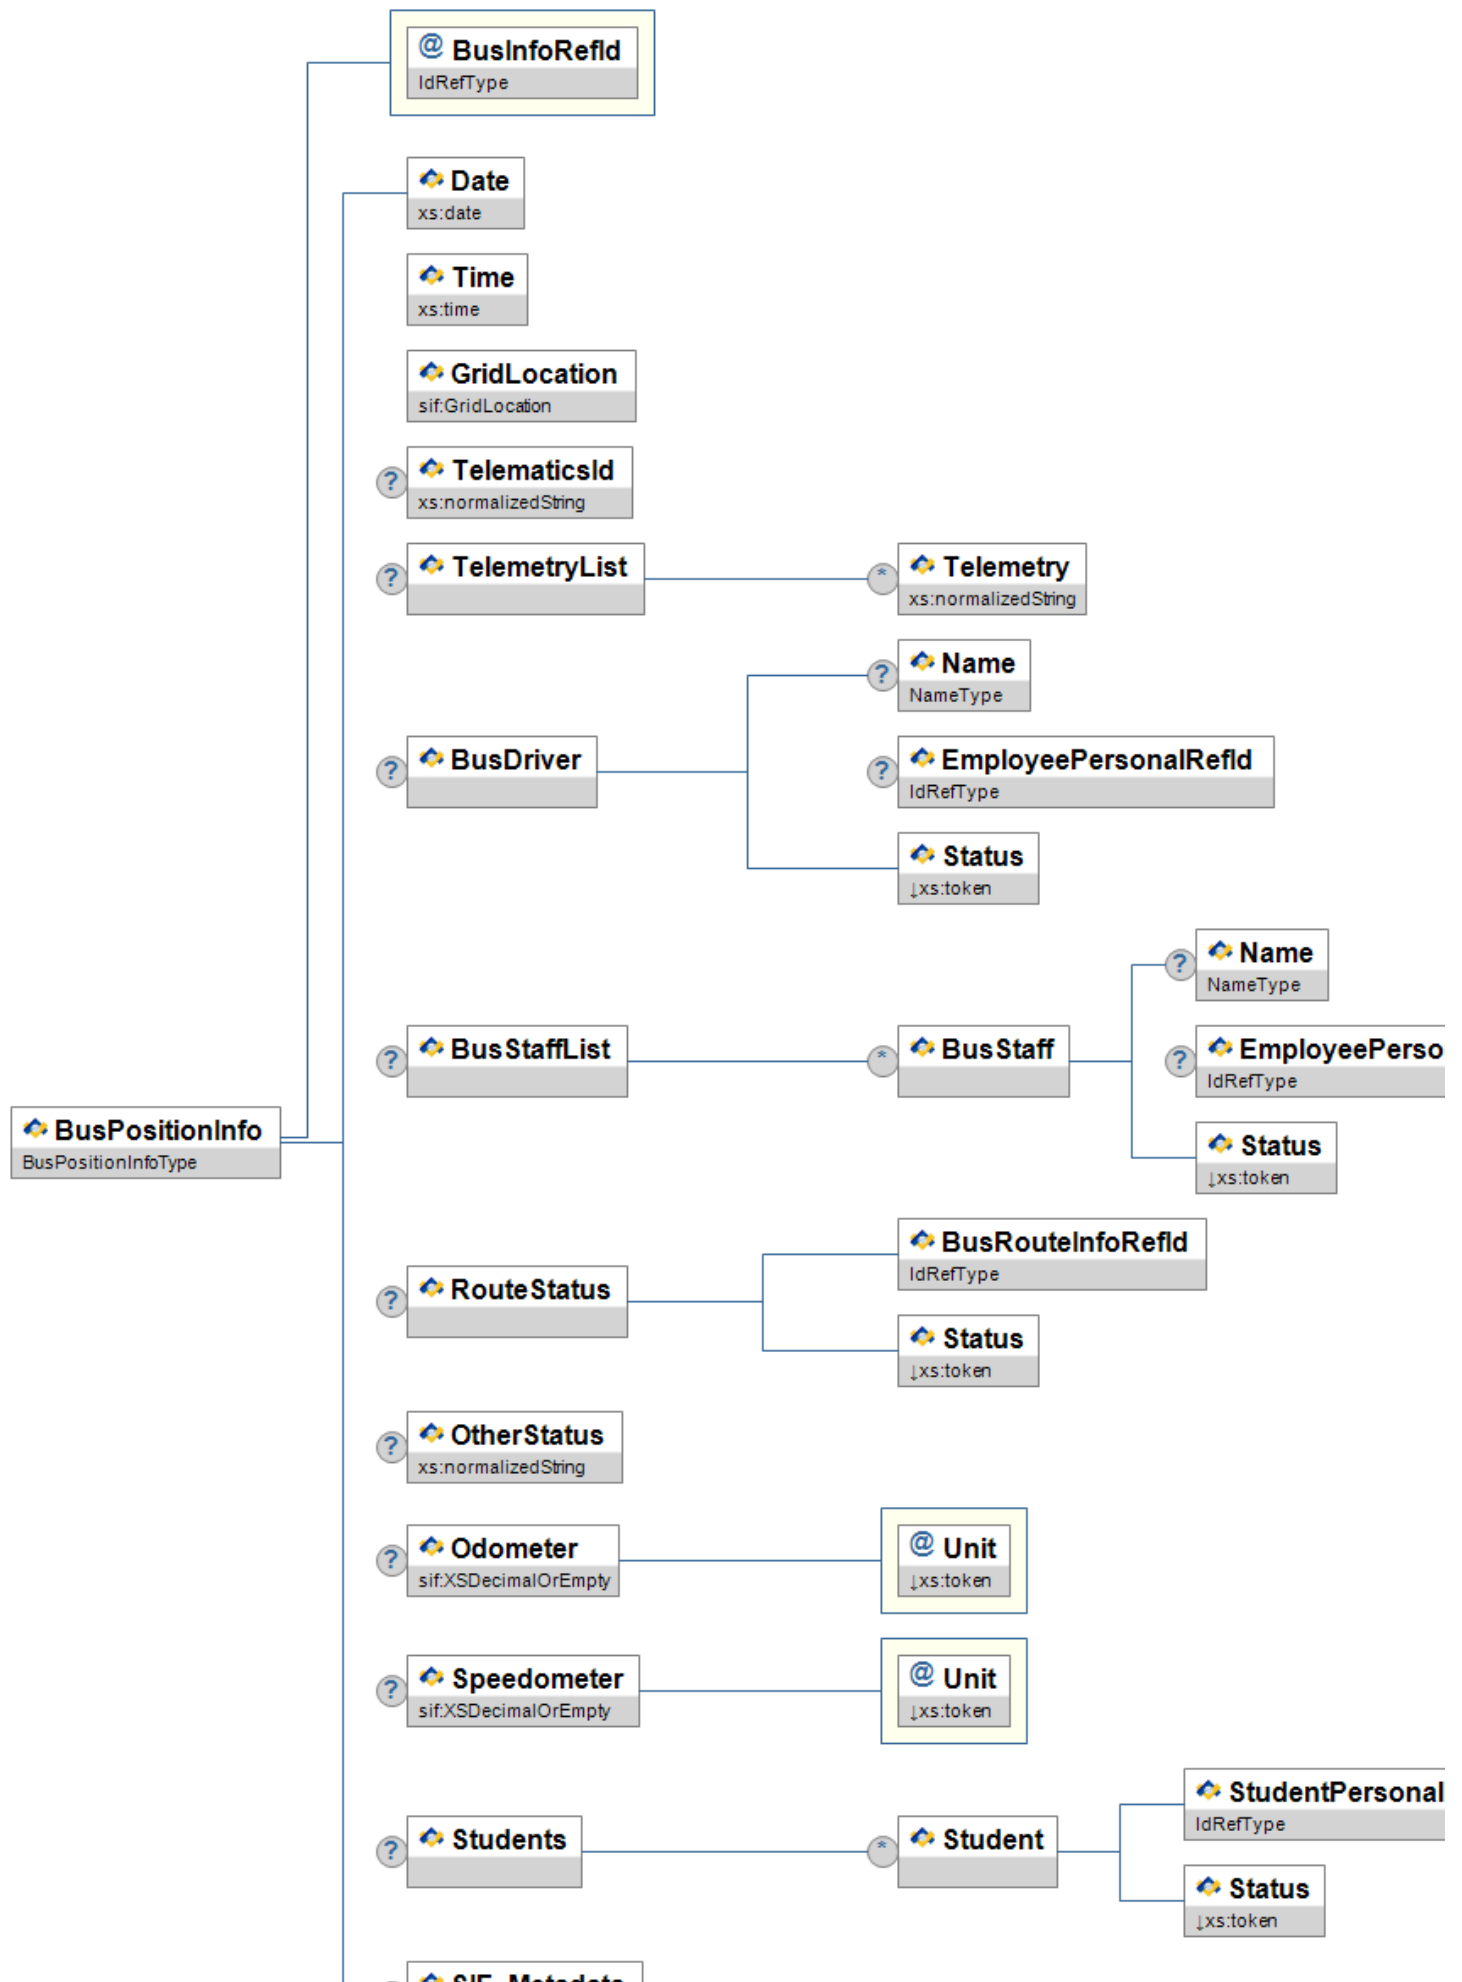 @ BusInfoRefId
IdRefType
Date
xs:date
Time
xs:time
GridLocation
sif:GridLocation
? TelematicsId
xs:normalizedString
? TelemetryList
* Telemetry
xs:normalizedString
? Name
NameType
? BusDriver
? EmployeePersonalRefId
IdRefType
Status
↓xs:token
? Name
NameType
? BusStaffList
* BusStaff
? EmployeePerso
IdRefType
BusPositionInfo
BusPositionInfoType
Status
↓xs:token
BusRouteInfoRefId
IdRefType
? RouteStatus
Status
↓xs:token
? OtherStatus
xs:normalizedString
? Odometer
sif:XSDecimalOrEmpty
@ Unit
↓xs:token
? Speedometer
sif:XSDecimalOrEmpty
@ Unit
↓xs:token
StudentPersonal
IdRefType
? Students
* Student
Status
↓xs:token
SIF_Metadata